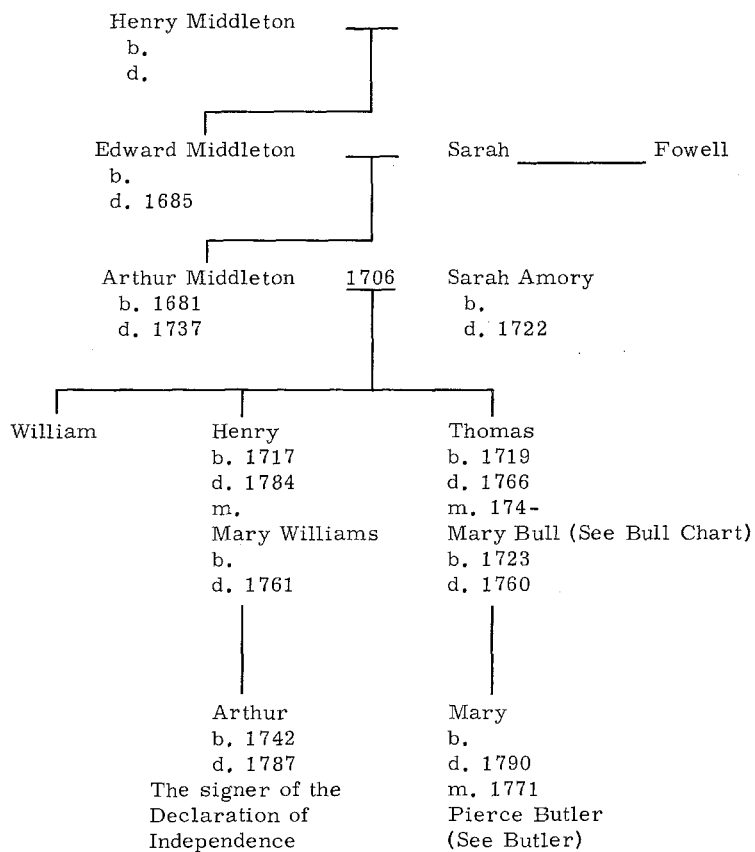 Henry Middleton
b.
d.
Edward Middleton Sarah Fowell
b.
d. 1685
Arthur Middleton 1706 Sarah Amory
b. 1681 b.
d. 1737 d. 1722
William Henry Thomas
b. 1717 b. 1719
d. 1784 d. 1766
m. m. 174-
Mary Williams Mary Bull (See Bull Chart)
b. b. 1723
d. 1761 d. 1760
Arthur Mary
b. 1742 b.
d. 1787 d. 1790
The signer of the m. 1771
Declaration of Pierce Butler
Independence (See Butler)